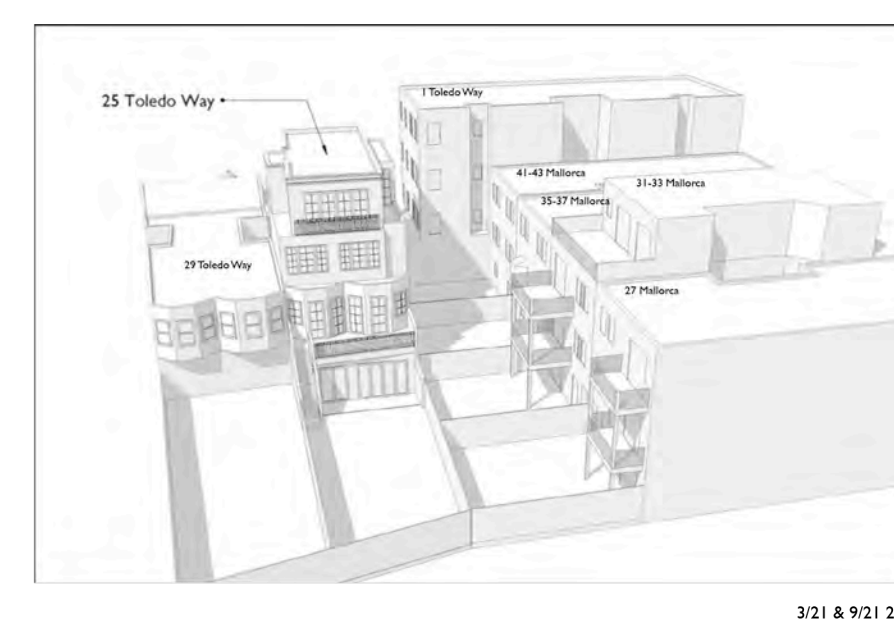 1 Toledo Way
25 Toledo Way
41-43 Mallorca
31-33 Mallorca
35-37 Mallorca
29 Toledo Way
27 Mallorca
3/21 & 9/21 2